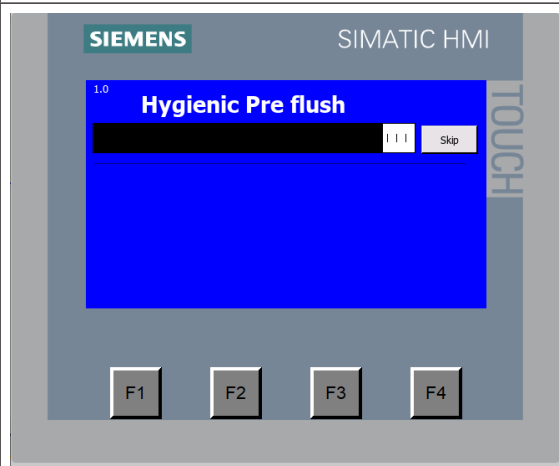 SIEMENS
SIMATIC HMI
TOUCH
1.0
Hygienic Pre flush
Skip
F1
F2
F3
F4